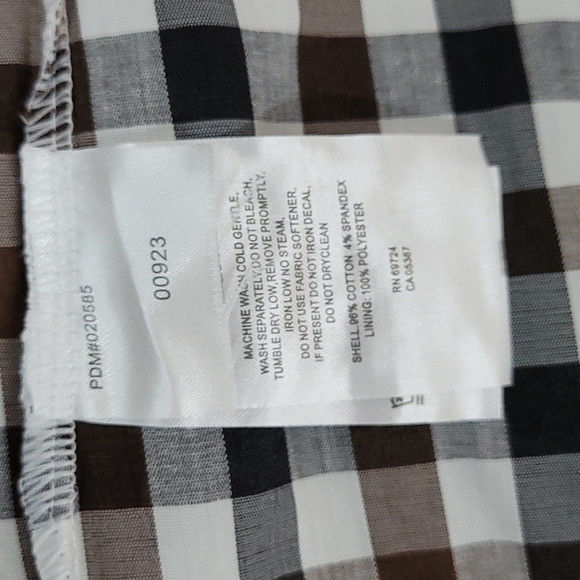 PDM#020585
00923
MACHINE WASH COLD GENTLE,
WASH SEPARATELY.DO NOT BLEACH,
TUMBLE DRY LOW,REMOVE PROMPTLY,
IRON LOW NO STEAM,
DO NOT USE FABRIC SOFTENER,
IF PRESENT DO NOT IRON DECAL,
DO NOT DRYCLEAN
SHELL:96% COTTON 4% SPANDEX
LINING: 100% POLYESTER
RN 69724
CA 05387